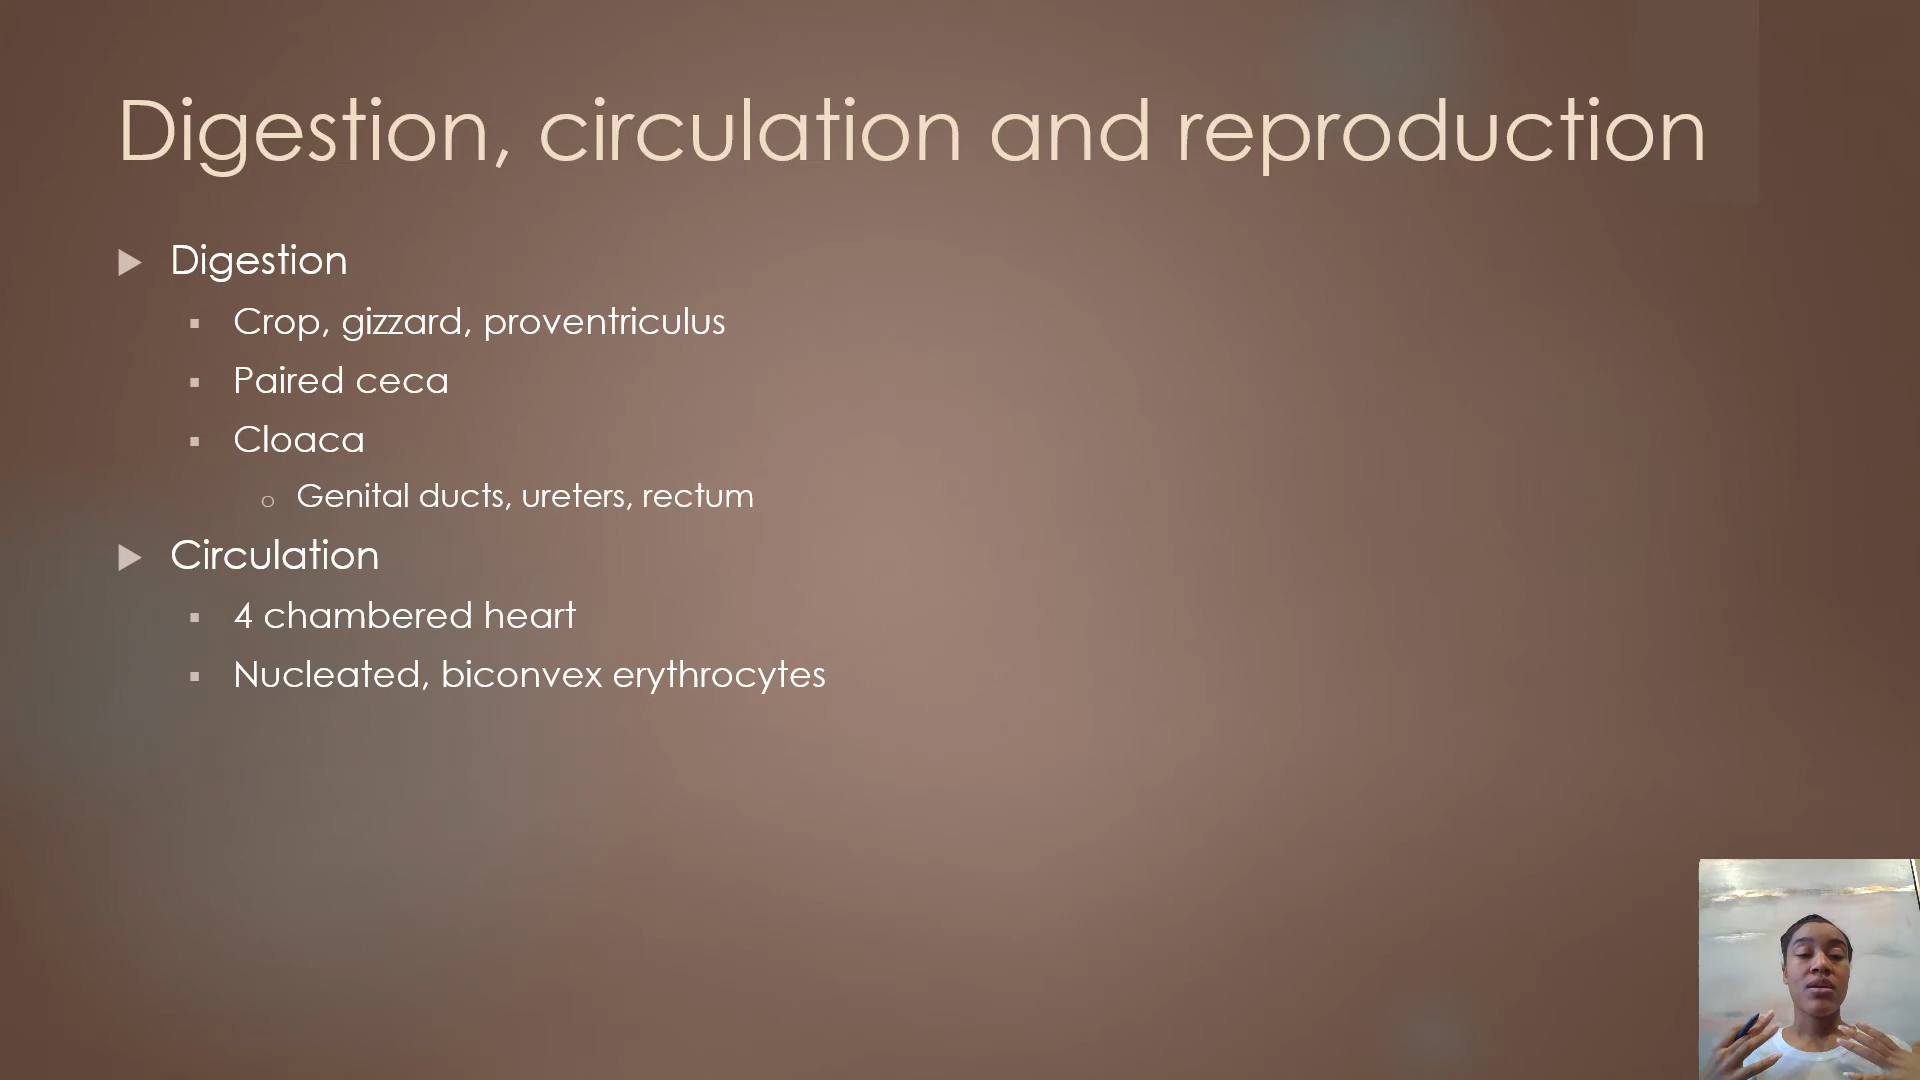 Digestion, circulation and reproduction
Digestion
Crop, gizzard, proventriculus
Paired ceca
Cloaca
Genital ducts, ureters, rectum
Circulation
4 chambered heart
Nucleated, biconvex erythrocytes